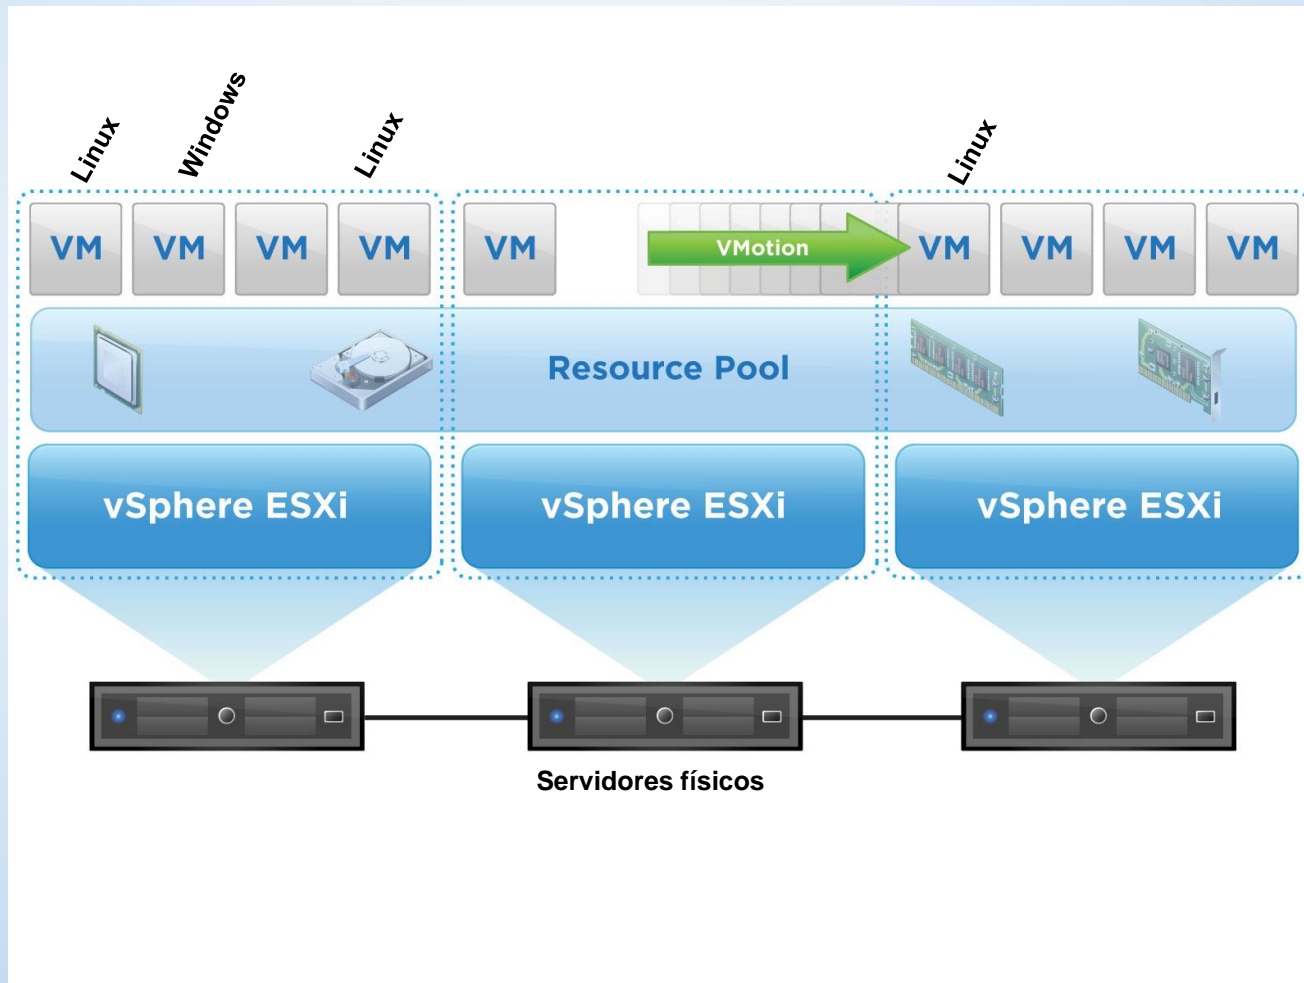 Linux
Windows
Linux
Linux
VM VM VM VM VM VMotion VM VM VM VM
Resource Pool
vSphere ESXi vSphere ESXi vSphere ESXi
Servidores físicos